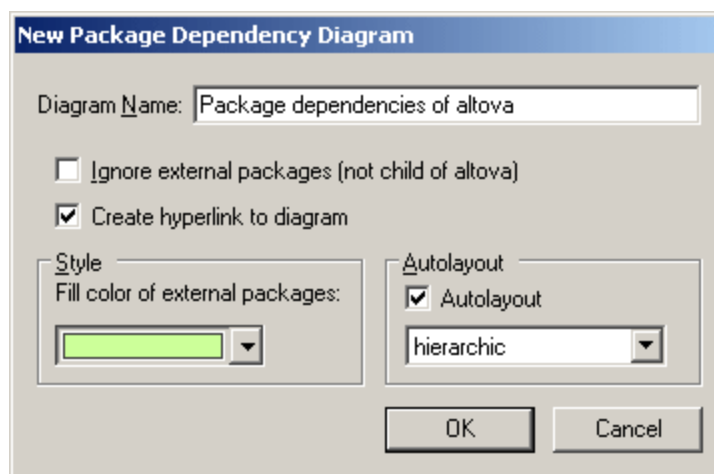 New Package Dependency Diagram
Diagram Name: Package dependencies of altova
Ignore external packages (not child of altova)
Create hyperlink to diagram
Style
Fill color of external packages:
Autolayout
Autolayout
hierarchic
OK
Cancel